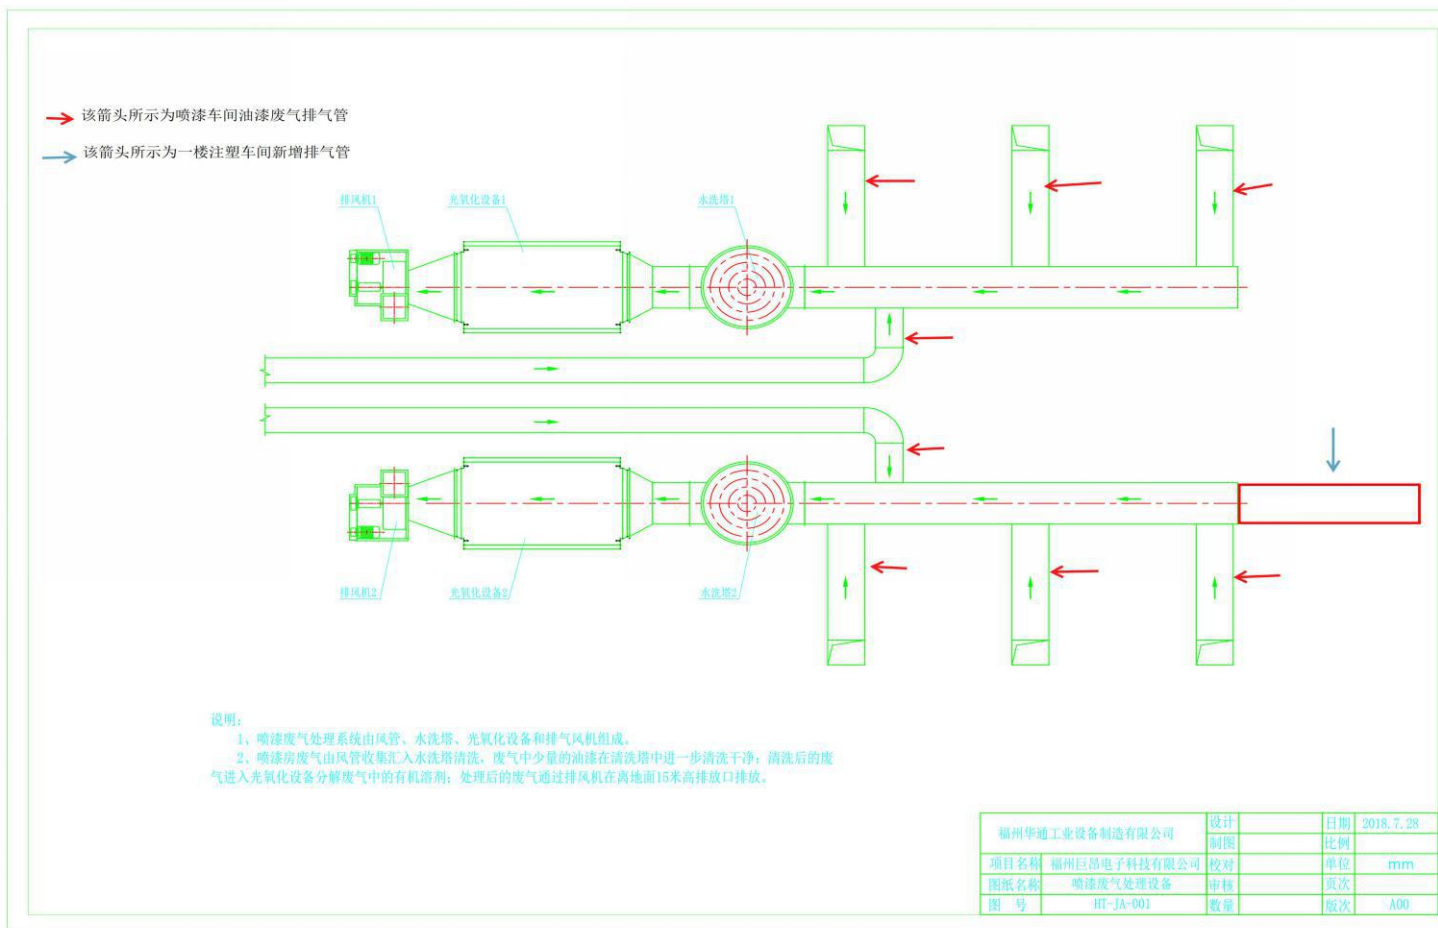 该箭头所示为喷漆车间油漆废气排气管
该箭头所示为一楼注塑车间新增排气管
排风机1
光氧化设备1
水洗塔1
排风机2
光氧化设备2
水洗塔2
说明:
1、喷漆废气处理系统由风管、水洗塔、光氧化设备和排气风机组成。
2、喷漆房废气由风管收集汇入水洗塔清洗，废气中少量的油漆在清洗塔中进一步清洗干净；清洗后的废
气进入光氧化设备分解废气中的有机溶剂；处理后的废气通过排风机在离地面15米高排放口排放。
福州华通工业设备制造有限公司 设计 日期 2018.7.28
制图 比例
项目名称 福州巨昂电子科技有限公司 校对 单位 mm
图纸名称 喷漆废气处理设备 审核 页次
图 号 HT-JA-001 数量 版次 A00